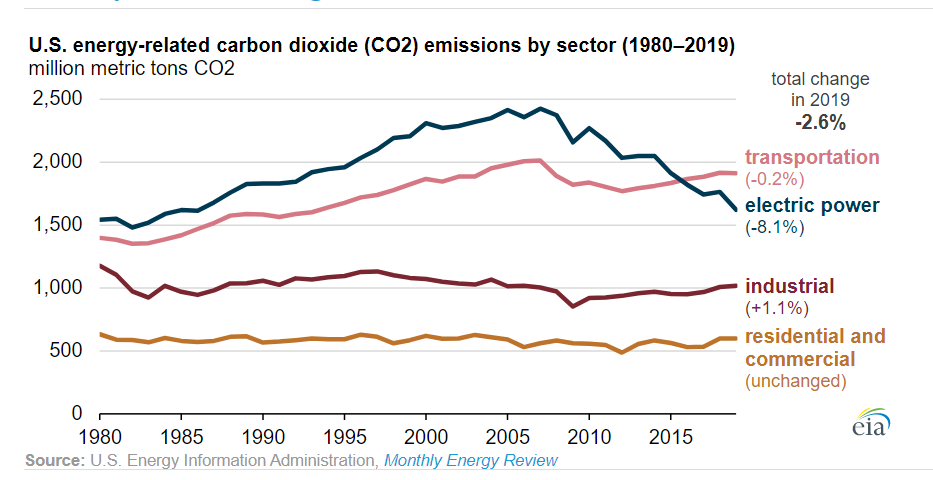 U.S. energy-related carbon dioxide (CO2) emissions by sector (1980–2019)
million metric tons CO2
total change
in 2019
-2.6%
2,500
2,000
1,500
1,000
500
0
transportation
(-0.2%)
electric power
(-8.1%)
industrial
(+1.1%)
residential and
commercial
(unchanged)
1980 1985 1990 1995 2000 2005 2010 2015
eia
Source: U.S. Energy Information Administration, Monthly Energy Review